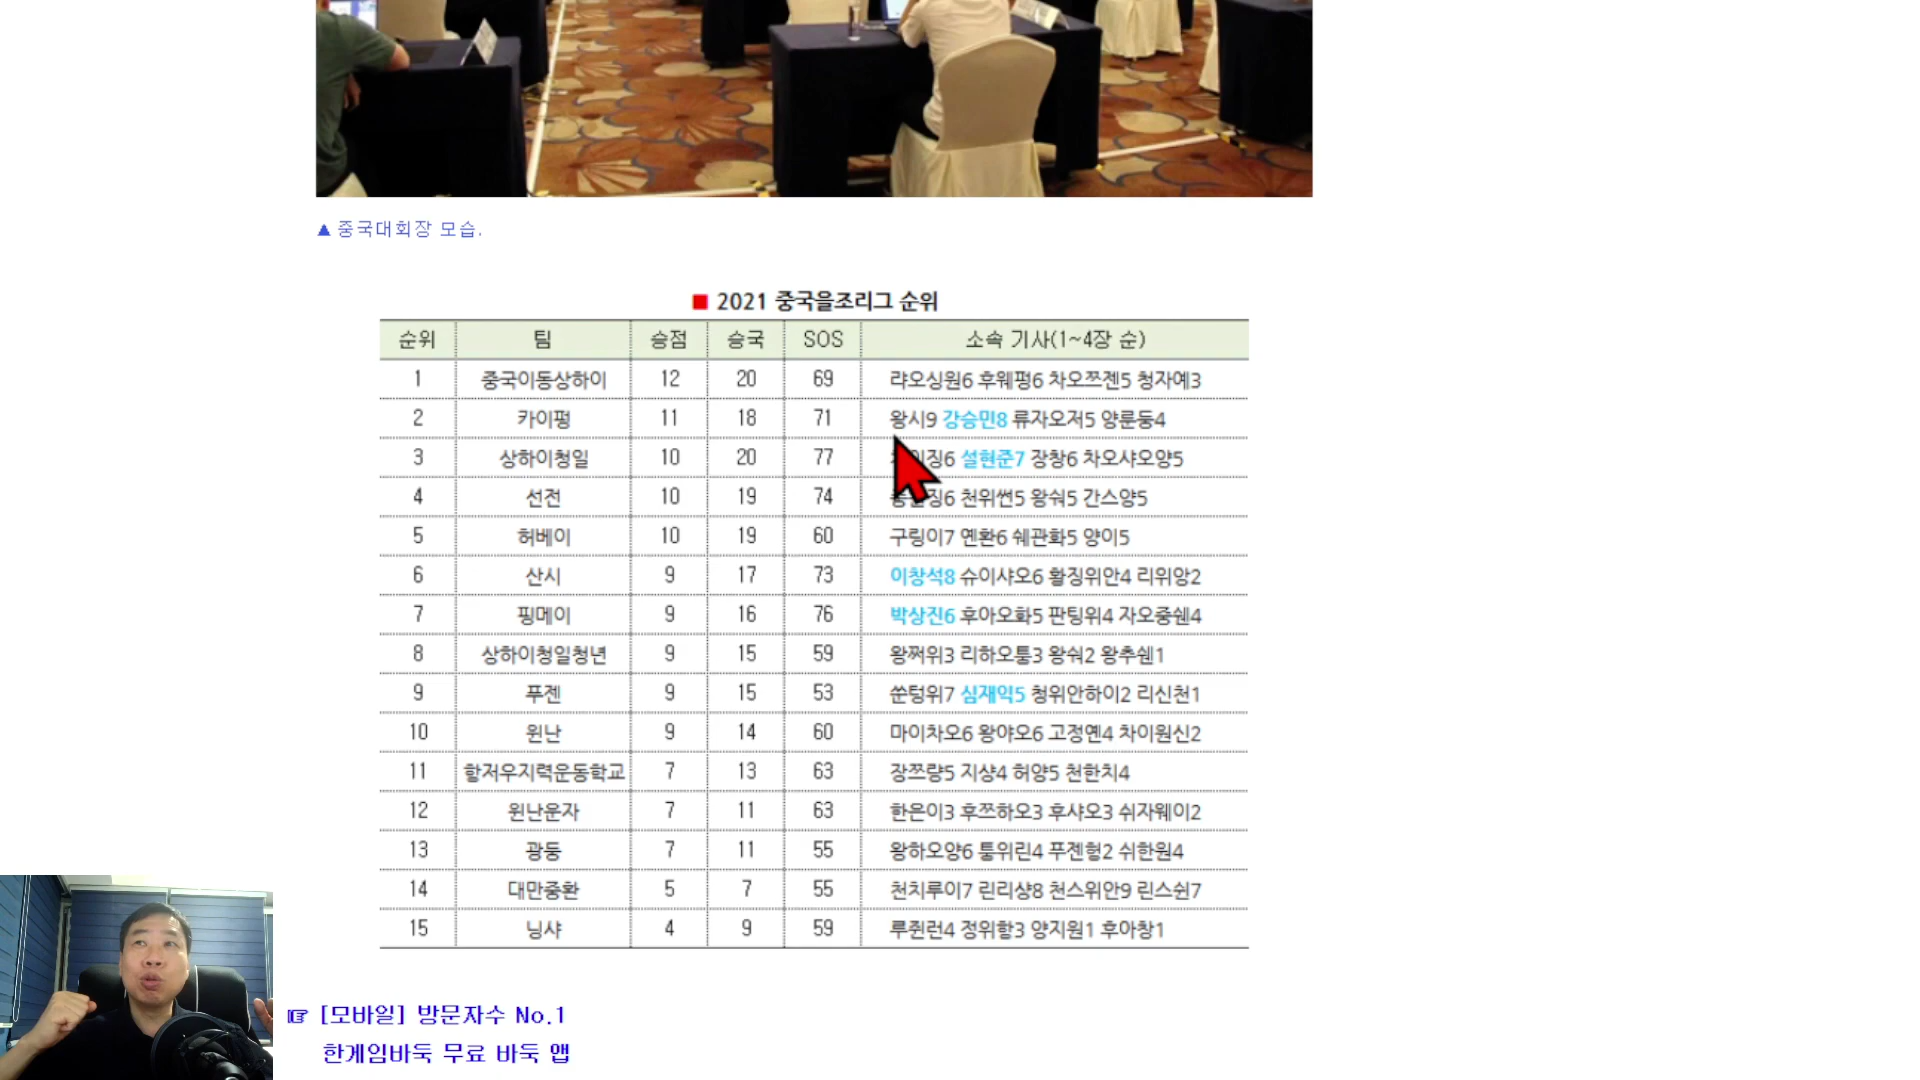 ▲ 중국대회장 모습.
■ 2021 중국을조리그 순위
순위 팀 승점 승국 SOS 소속 기사(1~4장 순)
1 중국이동상하이 12 20 69 랴오싱원6 후웨펑6 차오쯔젠5 청자예3
2 카이펑 11 18 71 왕시9 강승민8 류자오저5 양룬둥4
3 상하이청일 10 20 77 설현준7 장창6 차오샤오양5
4 선전 10 19 74 천위썬5 왕숴5 간스양5
5 허베이 10 19 60 구링이7 옌환6 쉐관화5 양이5
6 산시 9 17 73 이창석8 슈이샤오6 황징위안4 리위앙2
7 핑메이 9 16 76 박상진6 후아오화5 판팅위4 자오중쉔4
8 상하이청일청년 9 15 59 왕쩌위3 리하오퉁3 왕숴2 왕추쉔1
9 푸젠 9 15 53 쑨텅위7 심재익5 청위안하이2 리신천1
10 윈난 9 14 60 마이차오6 왕야오6 고정옌4 차이원신2
11 항저우지력운동학교 7 13 63 장쯔량5 지샹4 허양5 천한치4
12 윈난운자 7 11 63 한은이3 후쯔하오3 후샤오3 쉬자웨이2
13 광둥 7 11 55 왕하오양6 퉁위린4 푸젠헝2 쉬한원4
14 대만중환 5 7 55 천치루이7 린리샹8 천스위안9 린스쉰7
15 닝샤 4 9 59 루쥔런4 정위항3 양지원1 후아창1
☞ [모바일] 방문자수 No.1
한게임바둑 무료 바둑 앱